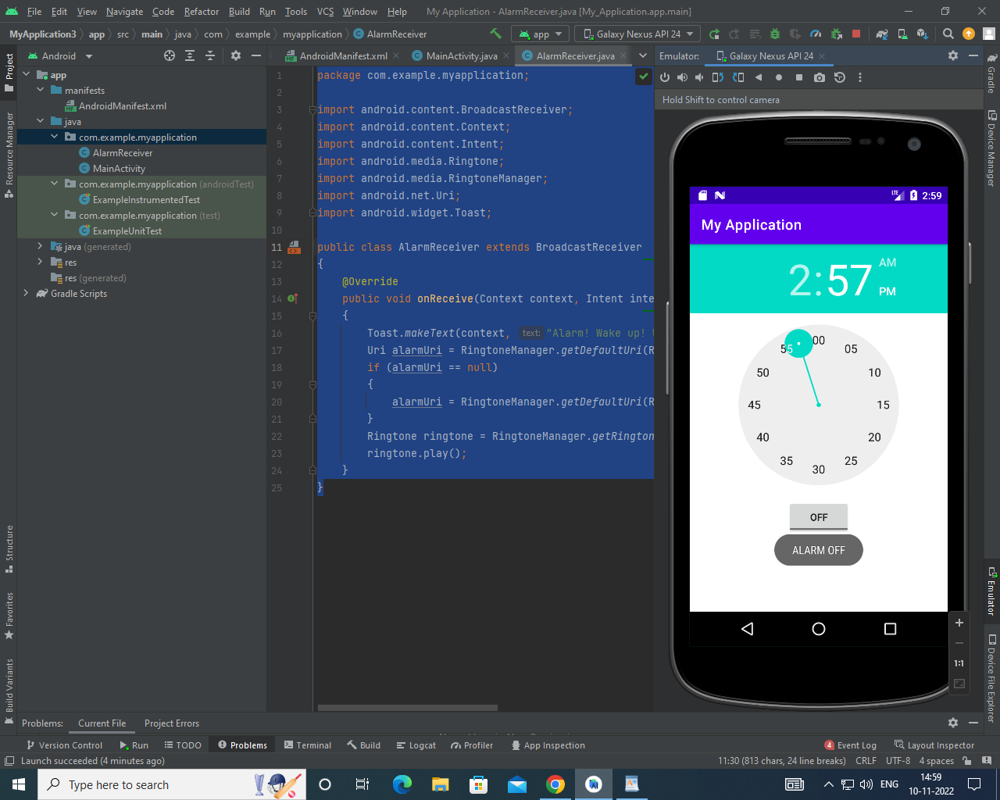 File Edit View Navigate Code Refactor Build Run Tools VCS Window Help My Application - AlarmReceiver.java [My_Application.app.main]
MyApplication3 app src main java com example myapplication AlarmReceiver app Galaxy Nexus API 24
Android AndroidManifest.xml MainActivity.java AlarmReceiver.java Emulator: Galaxy Nexus API 24
Project
Resource Manager
Structure
Favorites
Build Variants
app
manifests
AndroidManifest.xml
java
com.example.myapplication
AlarmReceiver
MainActivity
com.example.myapplication (androidTest)
ExampleInstrumentedTest
com.example.myapplication (test)
ExampleUnitTest
java (generated)
res
res (generated)
Gradle Scripts
1 package com.example.myapplication;
2
3 import android.content.BroadcastReceiver;
4 import android.content.Context;
5 import android.content.Intent;
6 import android.media.Ringtone;
7 import android.media.RingtoneManager;
8 import android.net.Uri;
9 import android.widget.Toast;
10
11 public class AlarmReceiver extends BroadcastReceiver
12 {
13 @Override
14 public void onReceive(Context context, Intent inte
15 {
16 Toast.makeText(context, text: "Alarm! Wake up! W
17 Uri alarmUri = RingtoneManager.getDefaultUri(R
18 if (alarmUri == null)
19 {
20 alarmUri = RingtoneManager.getDefaultUri(R
21 }
22 Ringtone ringtone = RingtoneManager.getRington
23 ringtone.play();
24 }
25 }
Hold Shift to control camera
LTE 2:59
My Application
2:57 AM
PM
00
05
10
15
20
25
30
35
40
45
50
55
OFF
ALARM OFF
1:1
Gradle
Device Manager
Emulator
Device File Explorer
Problems: Current File Project Errors
Version Control Run TODO Problems Terminal Build Logcat Profiler App Inspection 4 Event Log Layout Inspector
Launch succeeded (4 minutes ago) 11:30 (813 chars, 24 line breaks) CRLF UTF-8 4 spaces
Type here to search ENG 14:59
10-11-2022